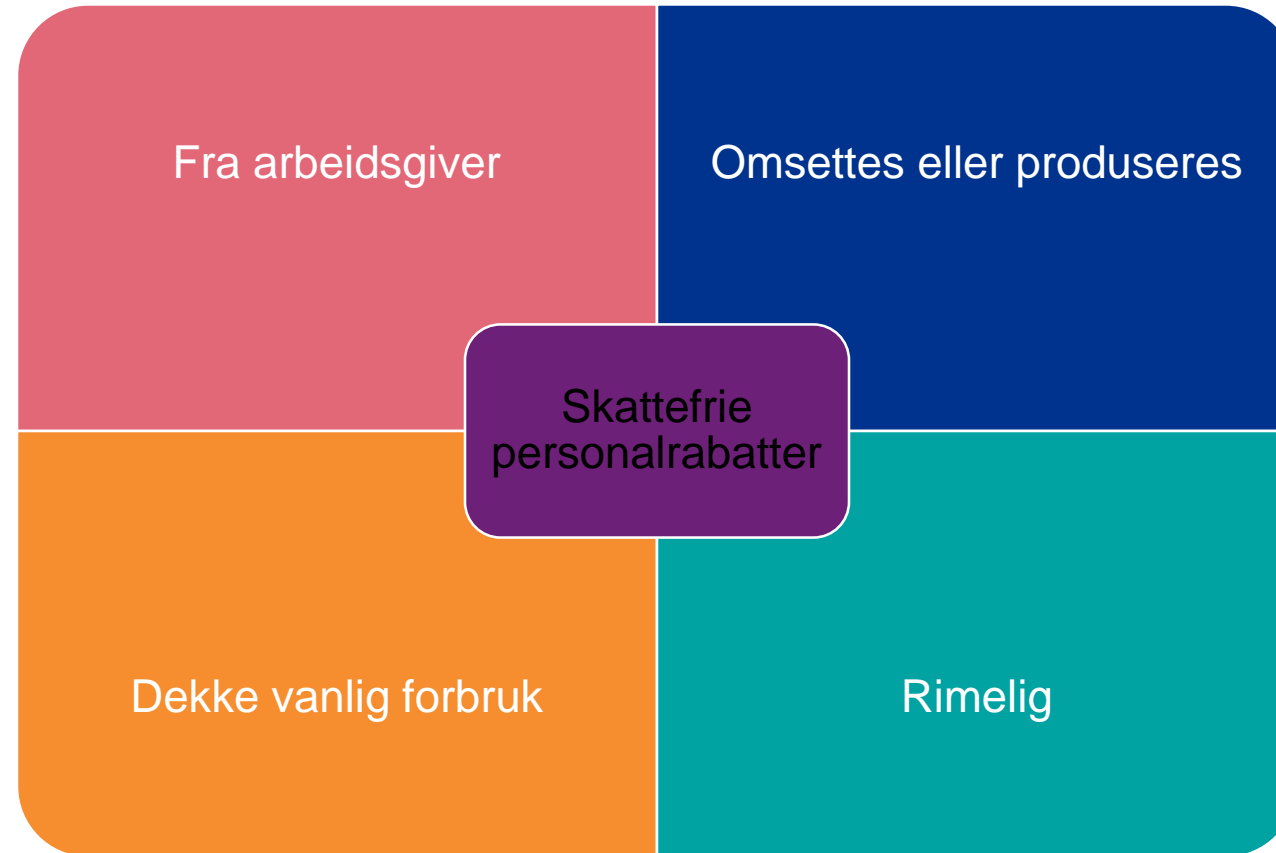 Fra arbeidsgiver
Omsettes eller produseres
Skattefrie
personalrabatter
Dekke vanlig forbruk
Rimelig